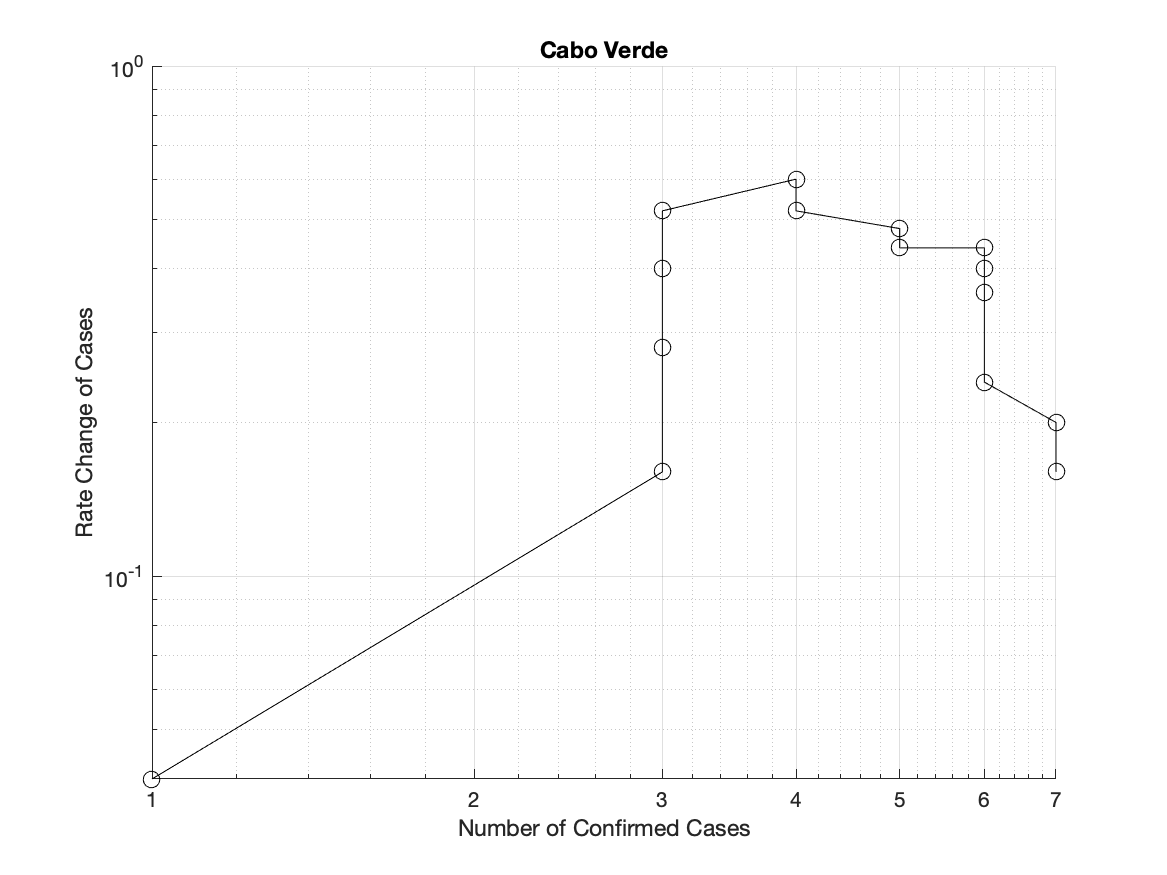 Cabo Verde
10^0
10^-1
Rate Change of Cases
1 2 3 4 5 6 7
Number of Confirmed Cases